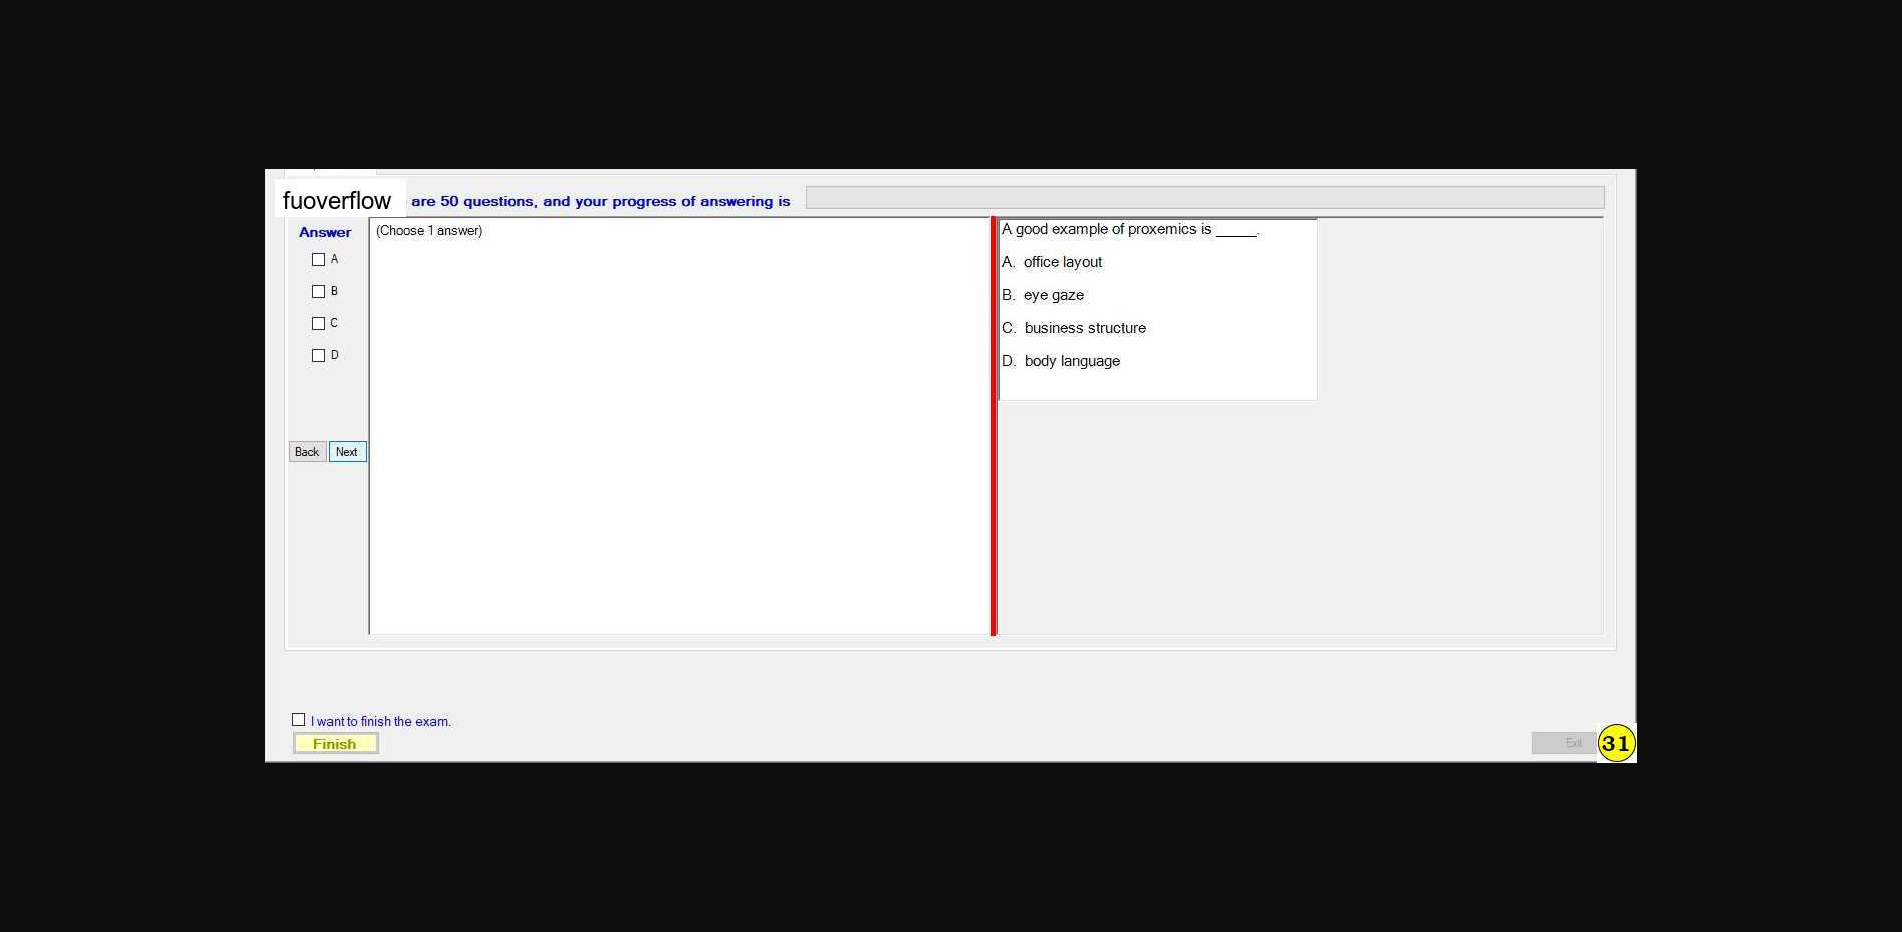 fuoverflow are 50 questions, and your progress of answering is
Answer
(Choose 1 answer)
A
B
C
D
Back Next
A good example of proxemics is _____.
A. office layout
B. eye gaze
C. business structure
D. body language
I want to finish the exam.
Finish
Exit
31